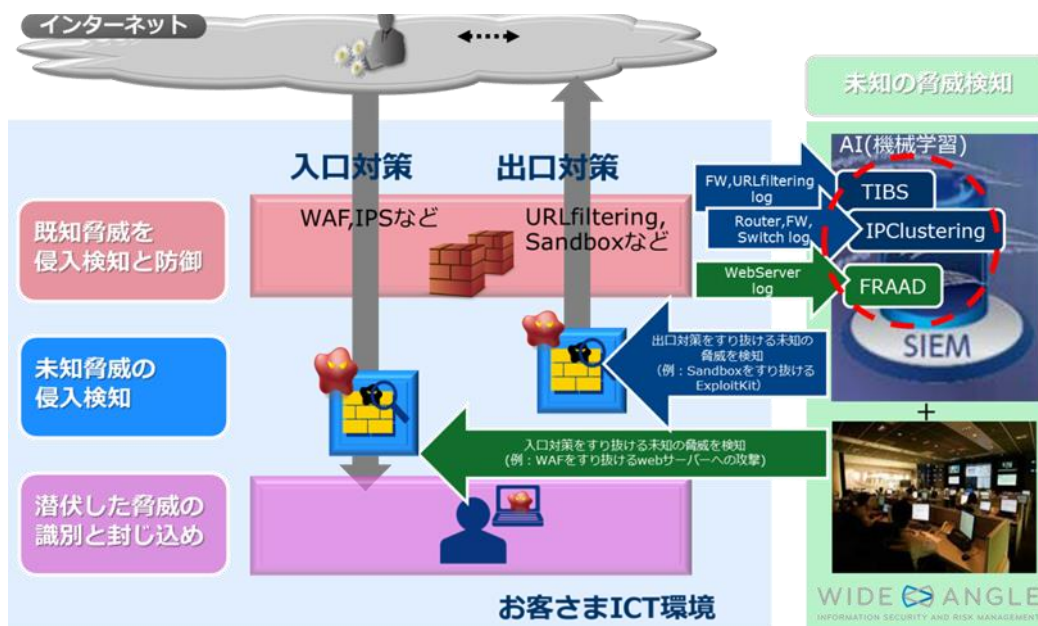 インターネット
未知の脅威検知
入口対策
出口対策
AI(機械学習)
FW,URLfiltering
log
TIBS
既知脅威を
侵入検知と防御
WAF,IPSなど
URLfiltering,
Sandboxなど
Router,FW,
Switch log
IPClustering
WebServer
log
FRAAD
SIEM
未知脅威の
侵入検知
出口対策をすり抜ける未知の
脅威を検知
(例：Sandboxをすり抜ける
ExploitKit)
+
入口対策をすり抜ける未知の脅威を検知
(例：WAFをすり抜けるwebサーバーへの攻撃)
潜伏した脅威の
識別と封じ込め
お客さまICT環境
WIDE ANGLE
INFORMATION SECURITY AND RISK MANAGEMENT